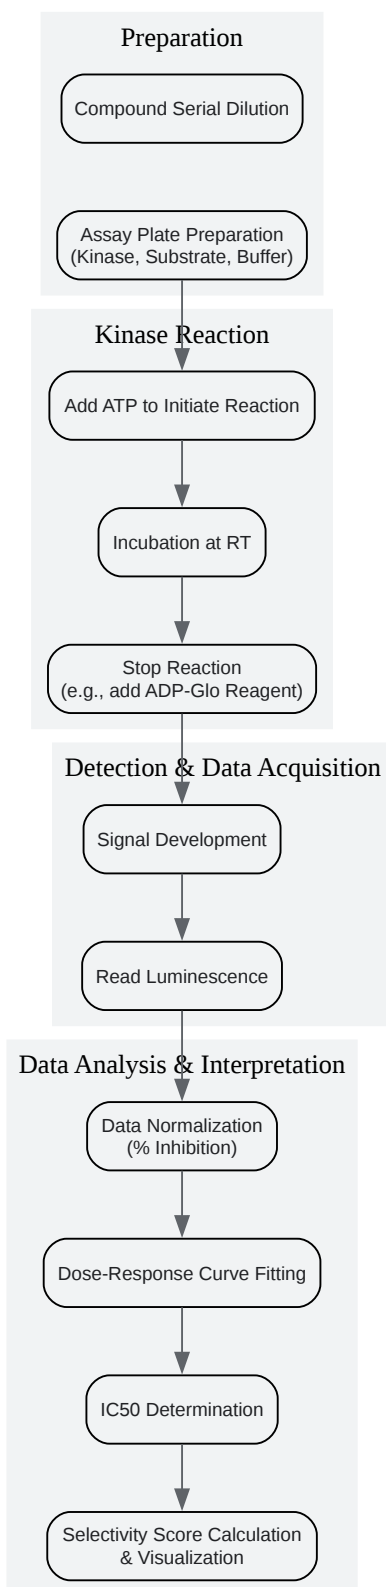 Preparation
Compound Serial Dilution
Assay Plate Preparation
(Kinase, Substrate, Buffer)
Kinase Reaction
Add ATP to Initiate Reaction
Incubation at RT
Stop Reaction
(e.g., add ADP-Glo Reagent)
Detection & Data Acquisition
Signal Development
Read Luminescence
Data Analysis & Interpretation
Data Normalization
(% Inhibition)
Dose-Response Curve Fitting
IC50 Determination
Selectivity Score Calculation
& Visualization